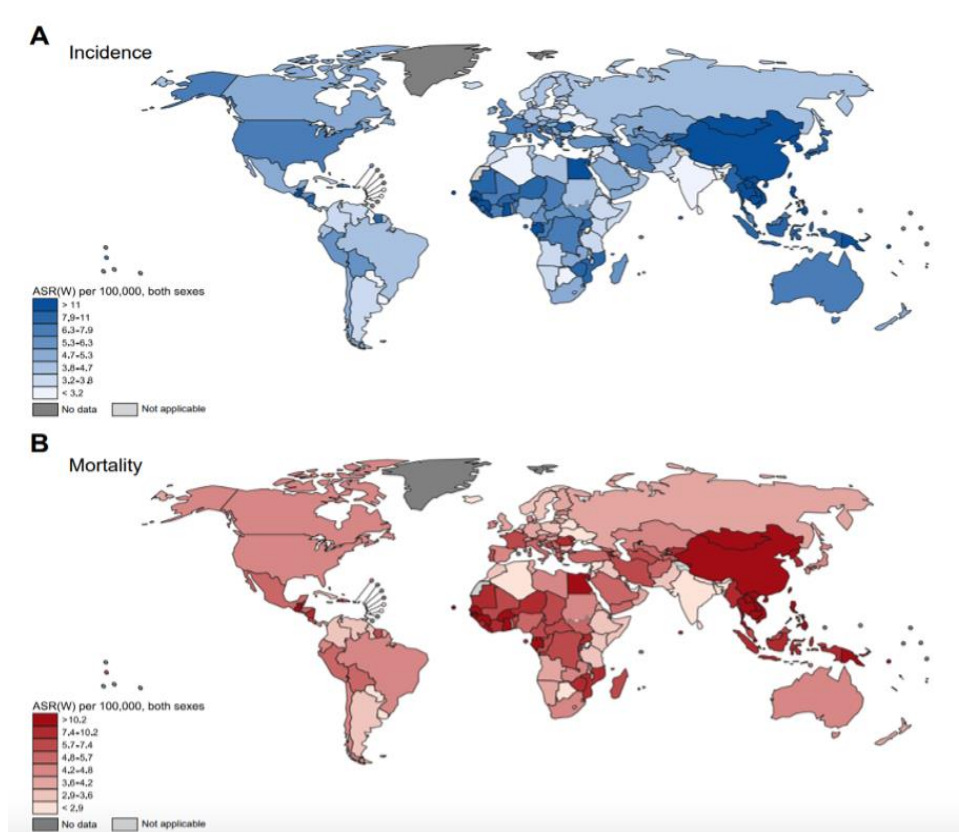 A
Incidence
ASR(W) per 100,000, both sexes
> 11
7.9-11
6.3-7.9
5.3-6.3
4.7-5.3
3.8-4.7
3.2-3.8
< 3.2
No data
Not applicable
B
Mortality
ASR(W) per 100,000, both sexes
>10.2
7.4-10.2
5.7-7.4
4.8-5.7
4.2-4.8
3.6-4.2
2.9-3.6
< 2.9
No data
Not applicable